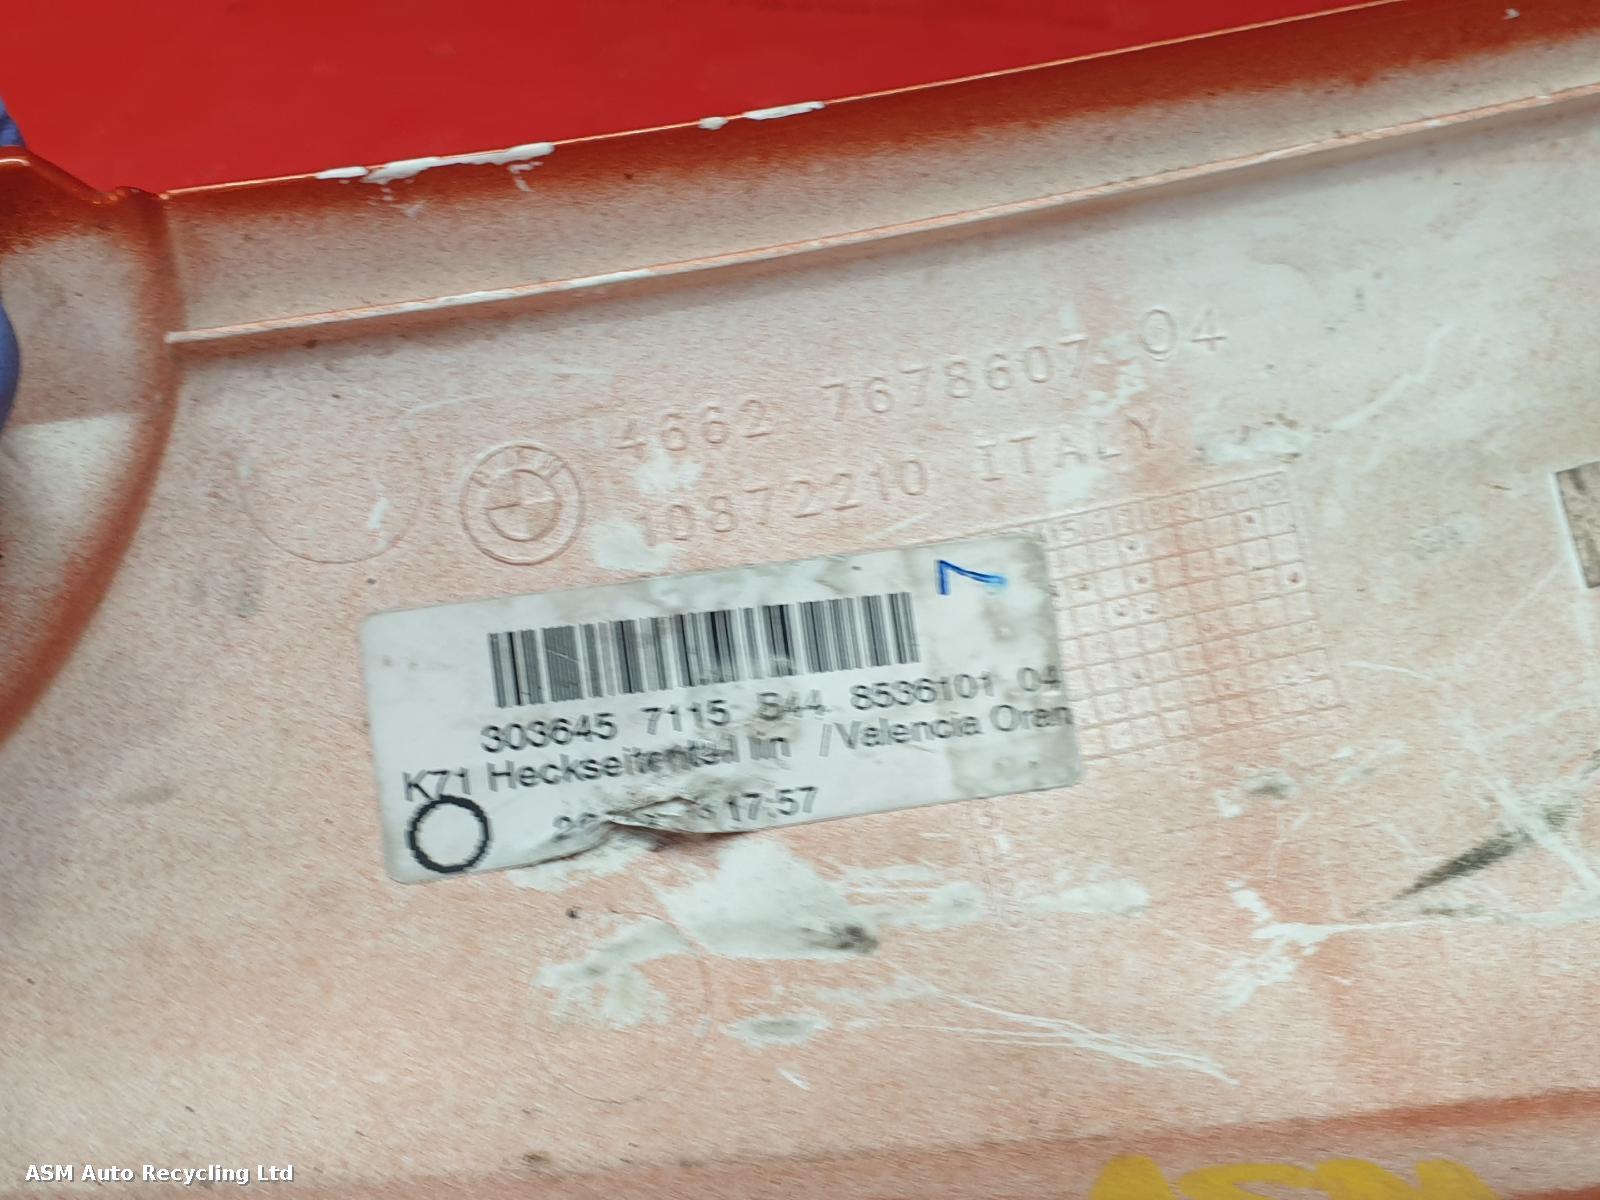 4662 7678607 04
10872210 ITALY
7
303645 7115 B44 8536101 04
K71 Heckseitenteil lin /Valencia Oran
17:57
ASM
ASM Auto Recycling Ltd